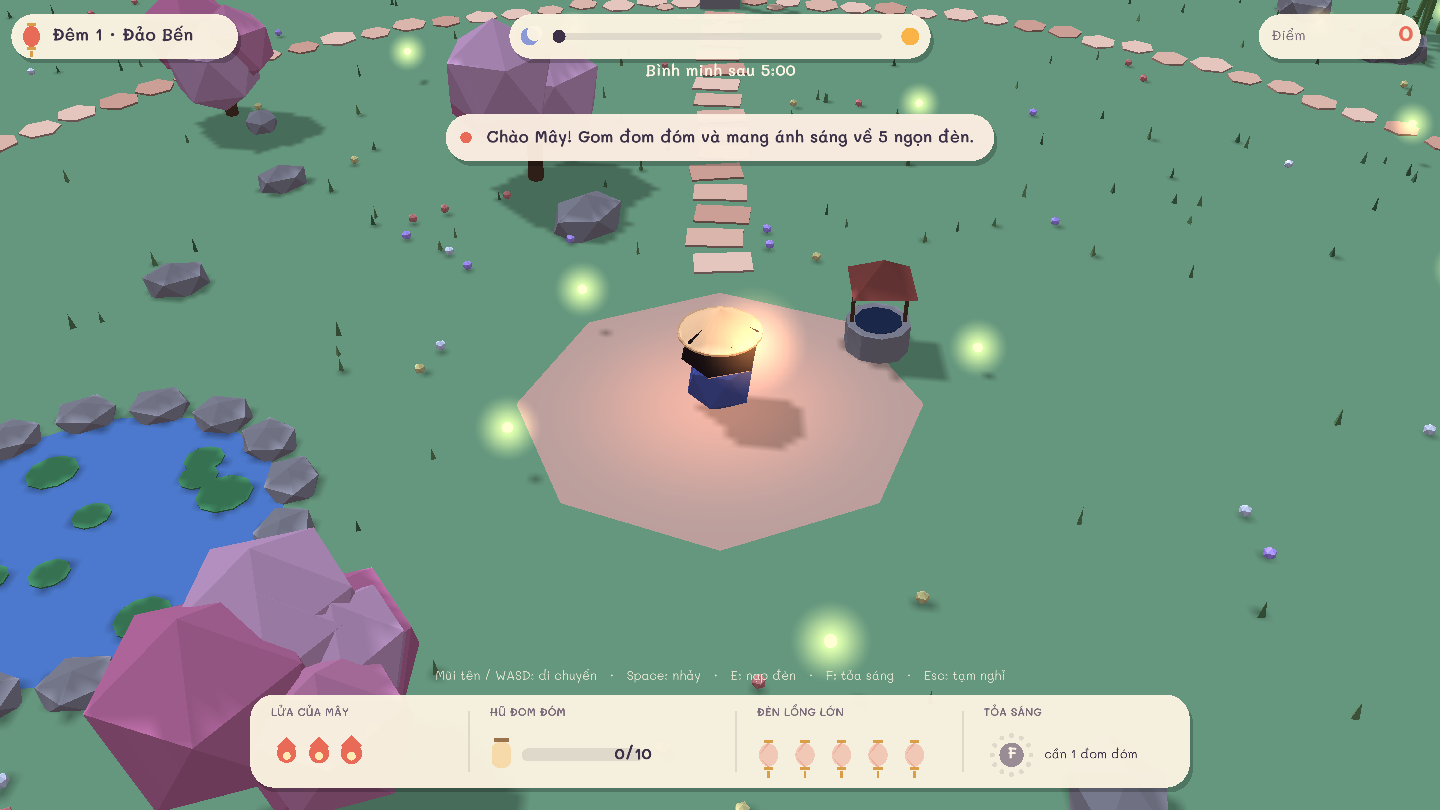 Đêm 1 · Đảo Bến
Điểm 0
Bình minh sau 5:00
Chào Mây! Gom đom đóm và mang ánh sáng về 5 ngọn đèn.
Mũi tên / WASD: di chuyển · Space: nhảy · E: nạp đèn · F: tỏa sáng · Esc: tạm nghỉ
LỬA CỦA MÂY
HŨ ĐOM ĐÓM
ĐÈN LỒNG LỚN
TỎA SÁNG
0/10
F
cần 1 đom đóm